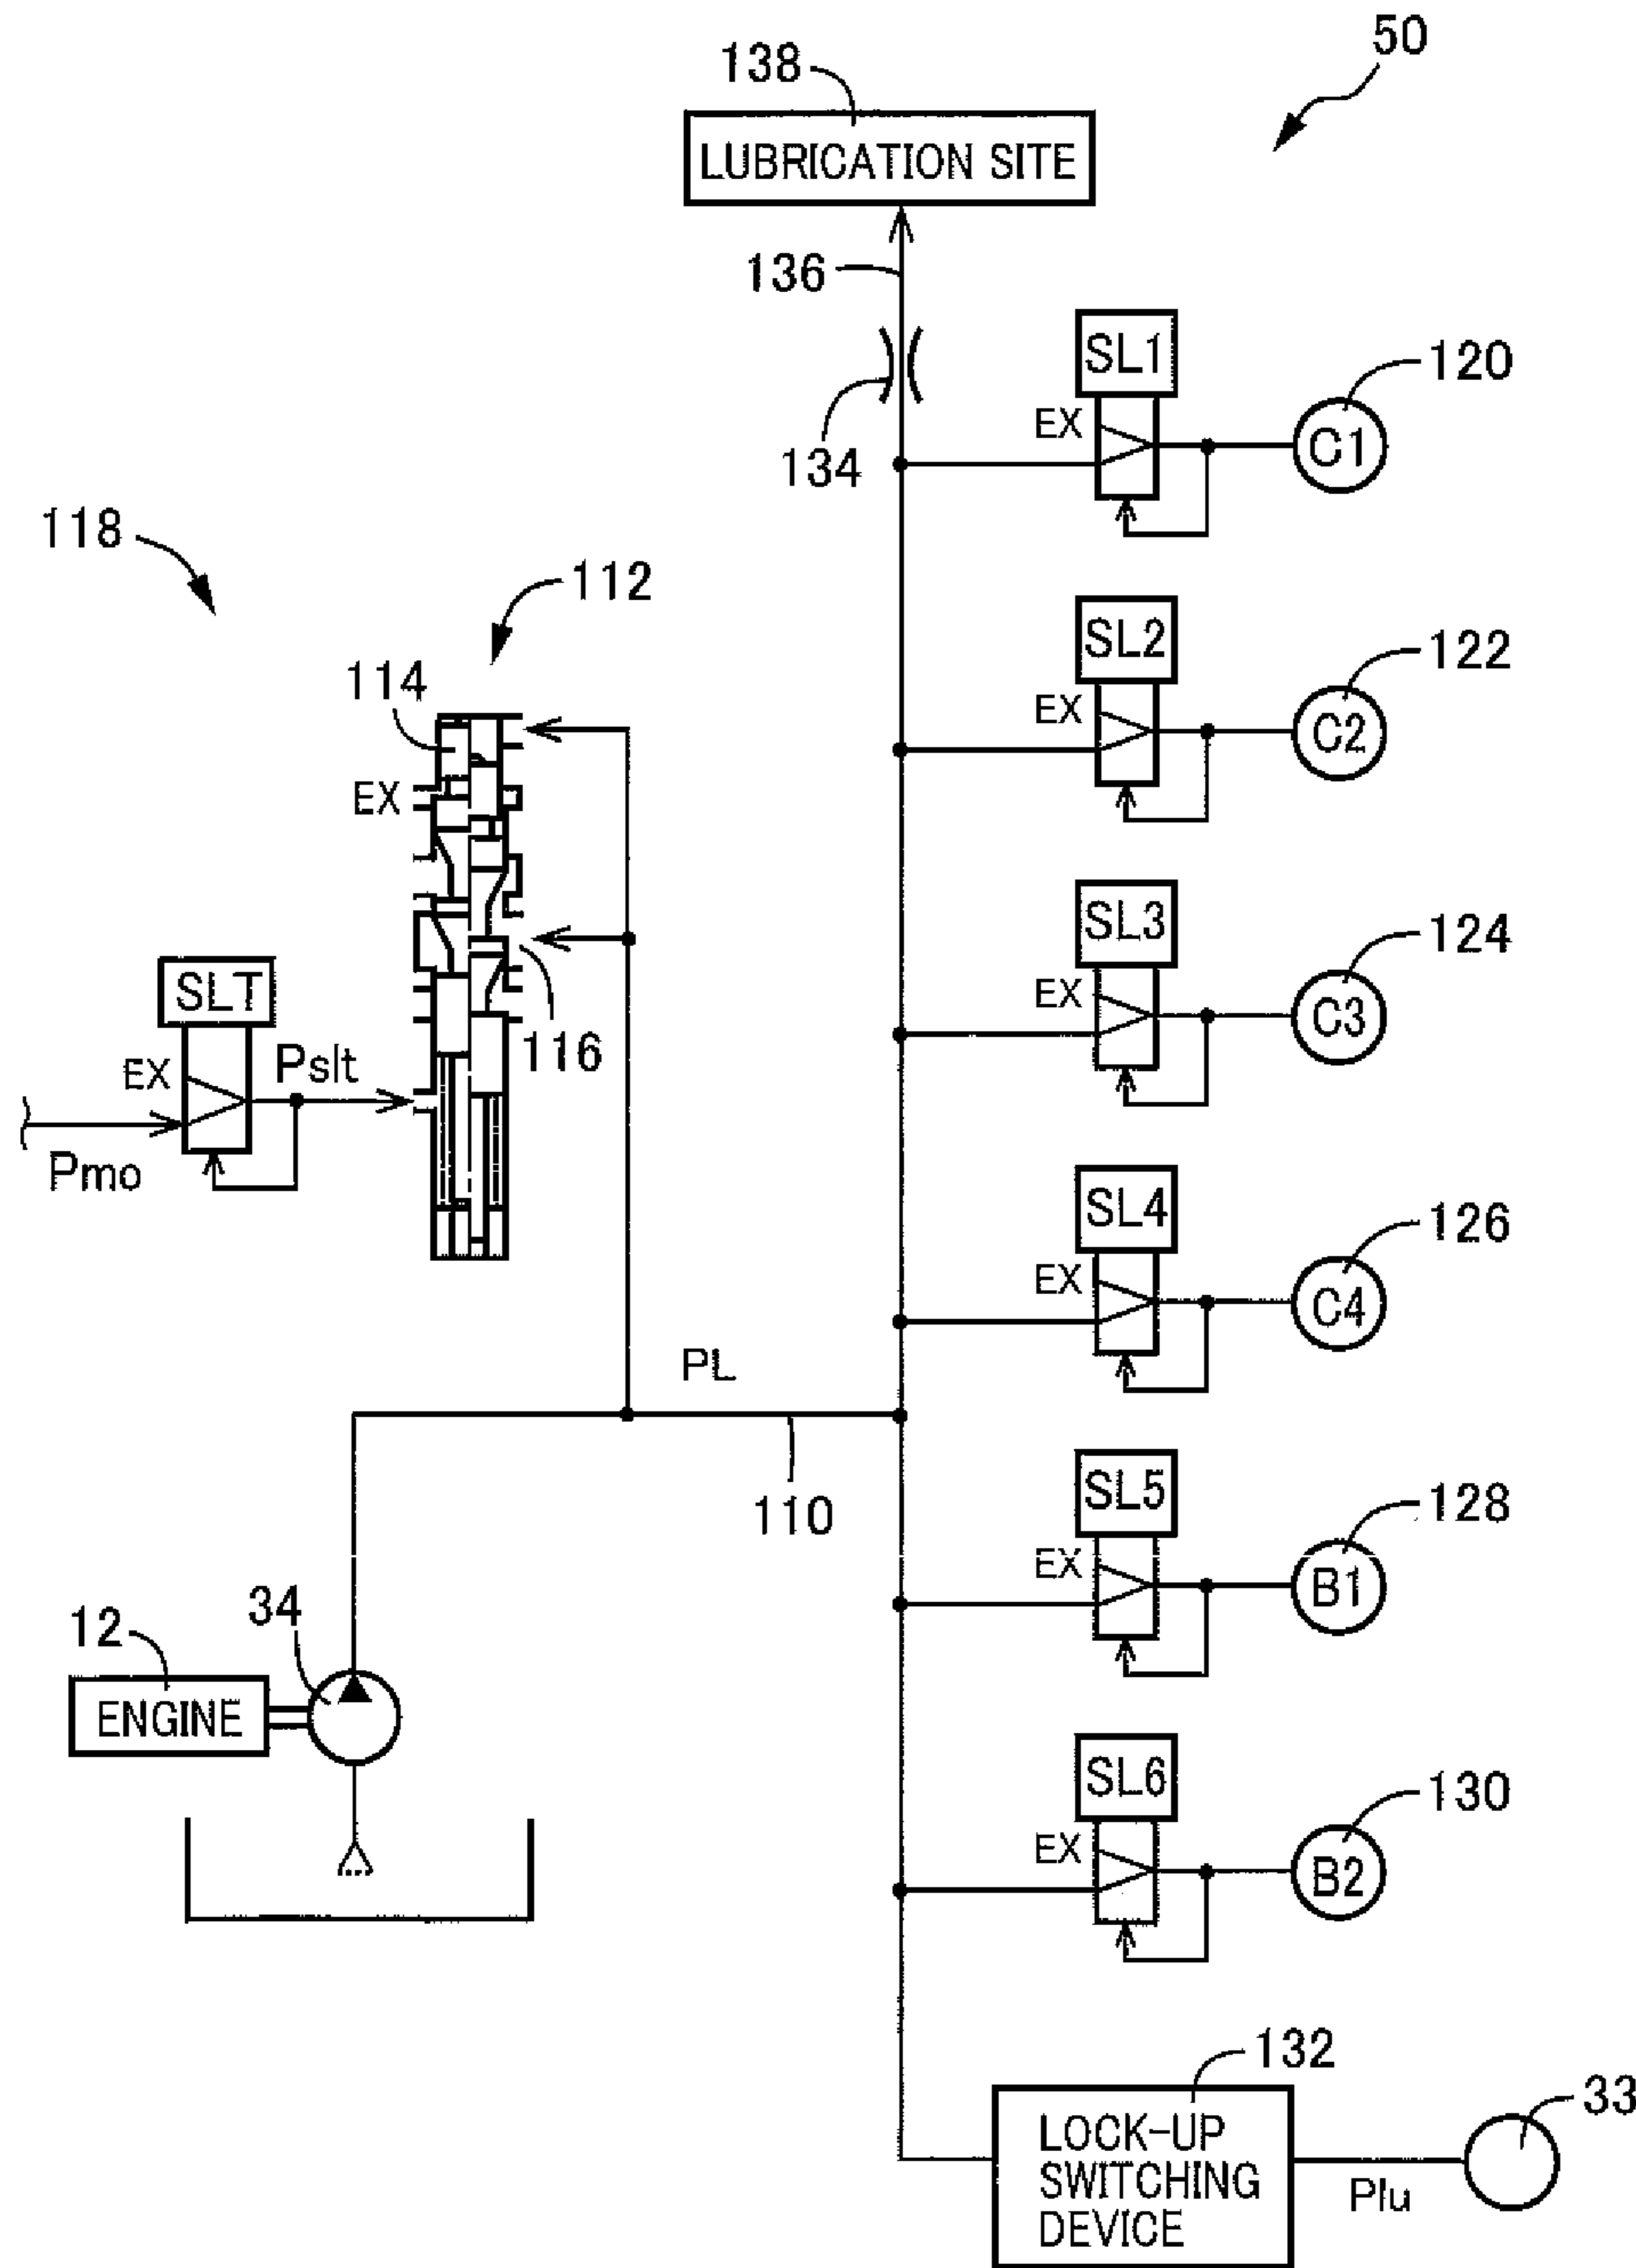 50
138
LUBRICATION SITE
136
134
SL1
EX
120
C1
118
112
114
EX
116
SLT
EX
Pslt
Pmo
SL2
EX
122
C2
SL3
EX
124
C3
SL4
EX
126
C4
PL
110
SL5
EX
128
B1
12
34
ENGINE
SL6
EX
130
B2
132
LOCK-UP
SWITCHING
DEVICE
Plu
33